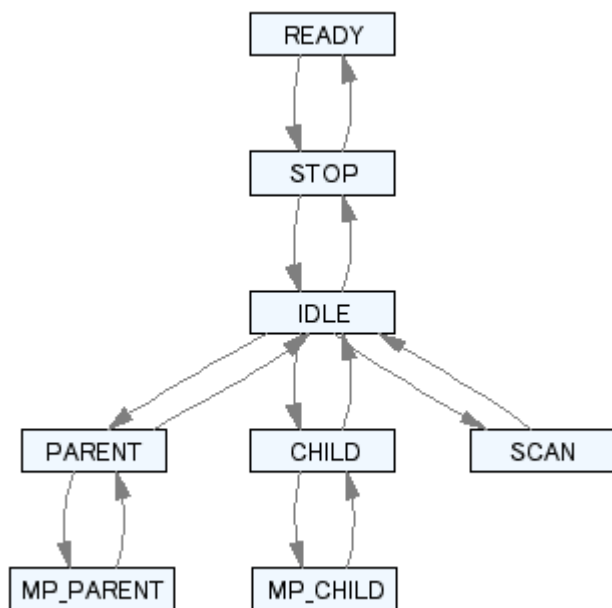 READY
STOP
IDLE
PARENT
CHILD
SCAN
MP_PARENT
MP_CHILD